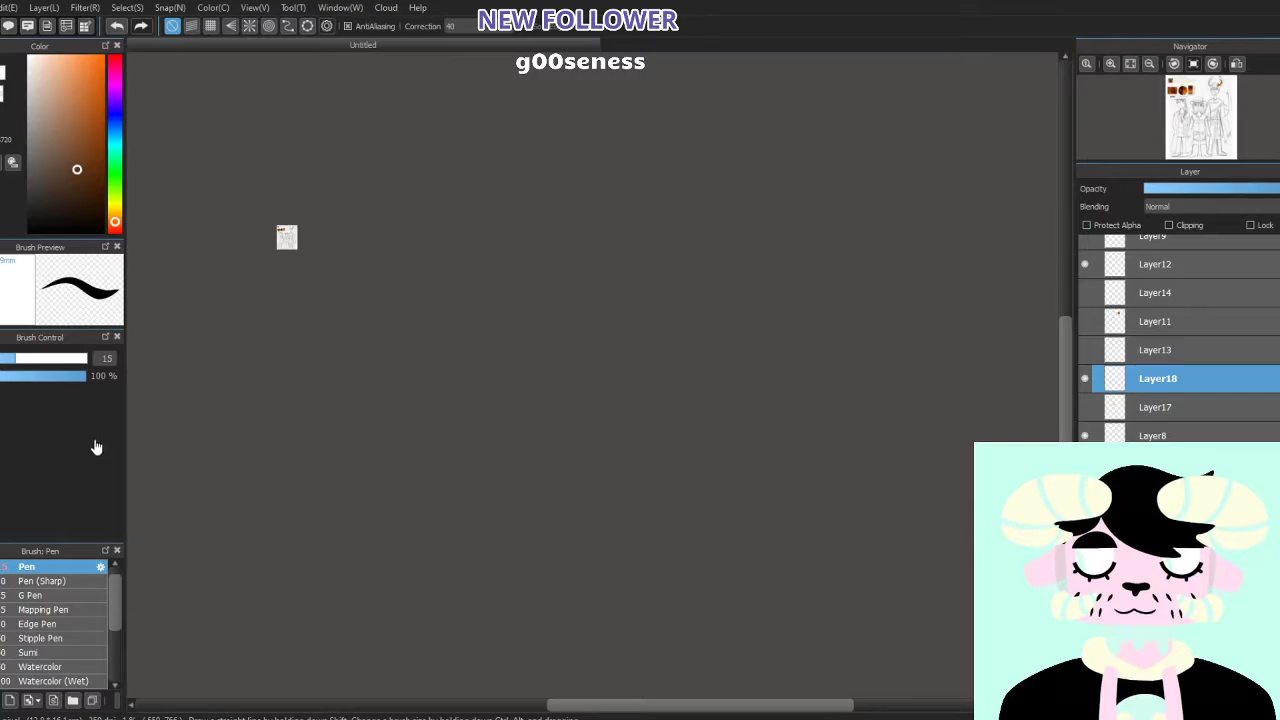 NEW FOLLOWER
g00seness
Layer(L) Filter(R) Select(S) Snap(N) Color(C) View(V) Tool(T) Window(W) Cloud Help
AntiAliasing Correction 40
Color
Untitled
Navigator
Brush Preview
Brush Control
15
100 %
Brush: Pen
Pen
Pen (Sharp)
G Pen
Mapping Pen
Edge Pen
Stipple Pen
Sumi
Watercolor
Watercolor (Wet)
Layer
Opacity
Blending Normal
Protect Alpha Clipping Lock
Layer9
Layer12
Layer14
Layer11
Layer13
Layer18
Layer17
Layer8